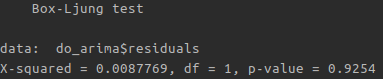 Box-Ljung test
data:  do_arima$residuals
X-squared = 0.0087769, df = 1, p-value = 0.9254